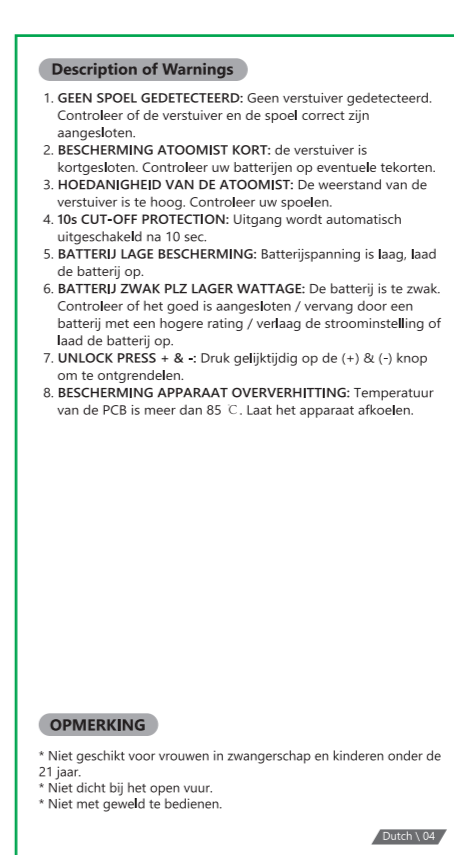 Description of Warnings
1. GEEN SPOEL GEDETECTEERD: Geen verstuiver gedetecteerd.
Controleer of de verstuiver en de spoel correct zijn
aangesloten.
2. BESCHERMING ATOOMIST KORT: de verstuiver is
kortgesloten. Controleer uw batterijen op eventuele tekorten.
3. HOEDANIGHEID VAN DE ATOOMIST: De weerstand van de
verstuiver is te hoog. Controleer uw spoelen.
4. 10s CUT-OFF PROTECTION: Uitgang wordt automatisch
uitgeschakeld na 10 sec.
5. BATTERIJ LAGE BESCHERMING: Batterijspanning is laag, laad
de batterij op.
6. BATTERIJ ZWAK PLZ LAGER WATTAGE: De batterij is te zwak.
Controleer of het goed is aangesloten / vervang door een
batterij met een hogere rating / verlaag de stroominstelling of
laad de batterij op.
7. UNLOCK PRESS + & -: Druk gelijktijdig op de (+) & (-) knop
om te ontgrendelen.
8. BESCHERMING APPARAAT OVERVERHITTING: Temperatuur
van de PCB is meer dan 85 ℃. Laat het apparaat afkoelen.
OPMERKING
* Niet geschikt voor vrouwen in zwangerschap en kinderen onder de
21 jaar.
* Niet dicht bij het open vuur.
* Niet met geweld te bedienen.
Dutch \ 04